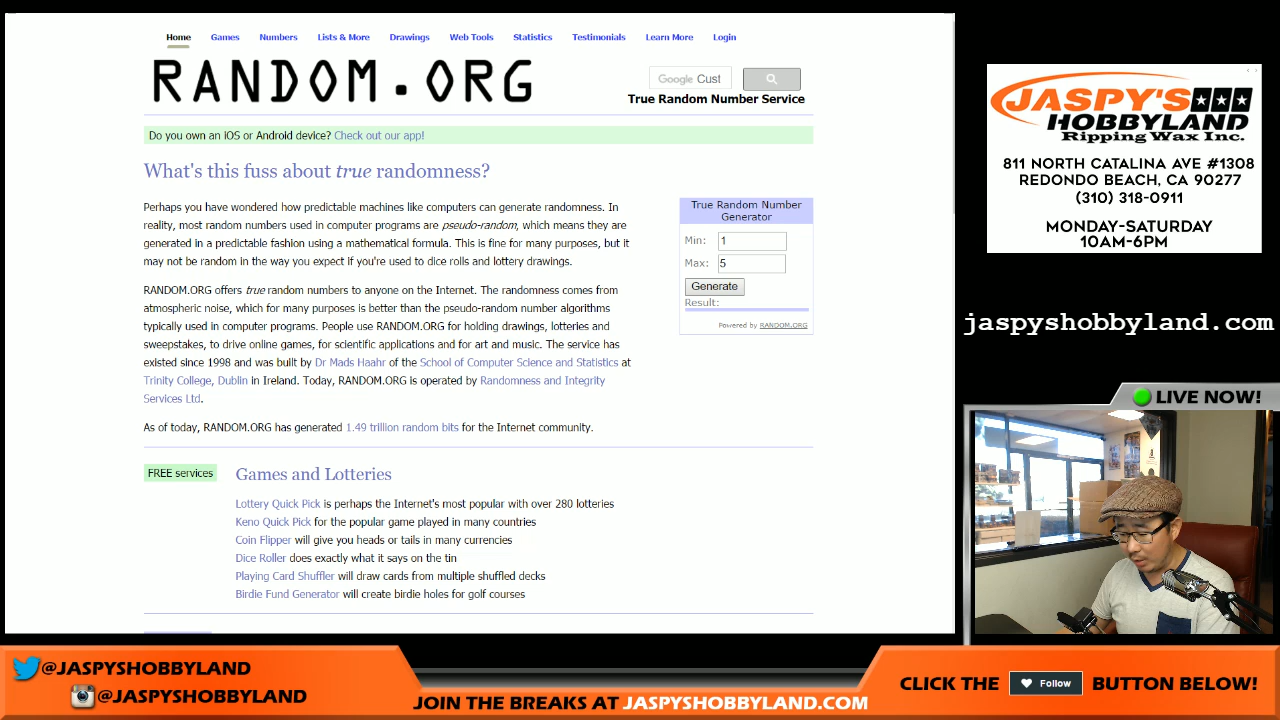 Home Games Numbers Lists & More Drawings Web Tools Statistics Testimonials Learn More Login
RANDOM.ORG
Google Cust
True Random Number Service
Do you own an iOS or Android device? Check out our app!
What's this fuss about true randomness?
Perhaps you have wondered how predictable machines like computers can generate randomness. In
reality, most random numbers used in computer programs are pseudo-random, which means they are
generated in a predictable fashion using a mathematical formula. This is fine for many purposes, but it
may not be random in the way you expect if you're used to dice rolls and lottery drawings.
RANDOM.ORG offers true random numbers to anyone on the Internet. The randomness comes from
atmospheric noise, which for many purposes is better than the pseudo-random number algorithms
typically used in computer programs. People use RANDOM.ORG for holding drawings, lotteries and
sweepstakes, to drive online games, for scientific applications and for art and music. The service has
existed since 1998 and was built by Dr Mads Haahr of the School of Computer Science and Statistics at
Trinity College, Dublin in Ireland. Today, RANDOM.ORG is operated by Randomness and Integrity
Services Ltd.
As of today, RANDOM.ORG has generated 1.49 trillion random bits for the Internet community.
True Random Number
Generator
Min: 1
Max: 5
Generate
Result:
Powered by RANDOM.ORG
FREE services
Games and Lotteries
Lottery Quick Pick is perhaps the Internet's most popular with over 280 lotteries
Keno Quick Pick for the popular game played in many countries
Coin Flipper will give you heads or tails in many currencies
Dice Roller does exactly what it says on the tin
Playing Card Shuffler will draw cards from multiple shuffled decks
Birdie Fund Generator will create birdie holes for golf courses
JASPY'S
HOBBYLAND
Ripping Wax Inc.
811 NORTH CATALINA AVE #1308
REDONDO BEACH, CA 90277
(310) 318-0911
MONDAY-SATURDAY
10AM-6PM
jaspyshobbyland.com
LIVE NOW!
@JASPYSHOBBYLAND
@JASPYSHOBBYLAND
JOIN THE BREAKS AT JASPYSHOBBYLAND.COM
CLICK THE Follow BUTTON BELOW!